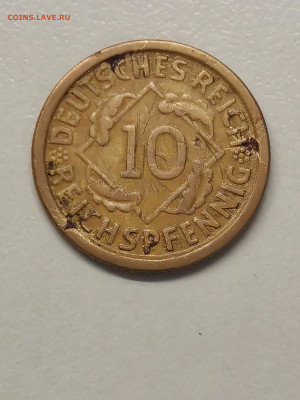 COINS.LAVE.RU
DEUTSCHES REICH
10
REICHSPFENNIG